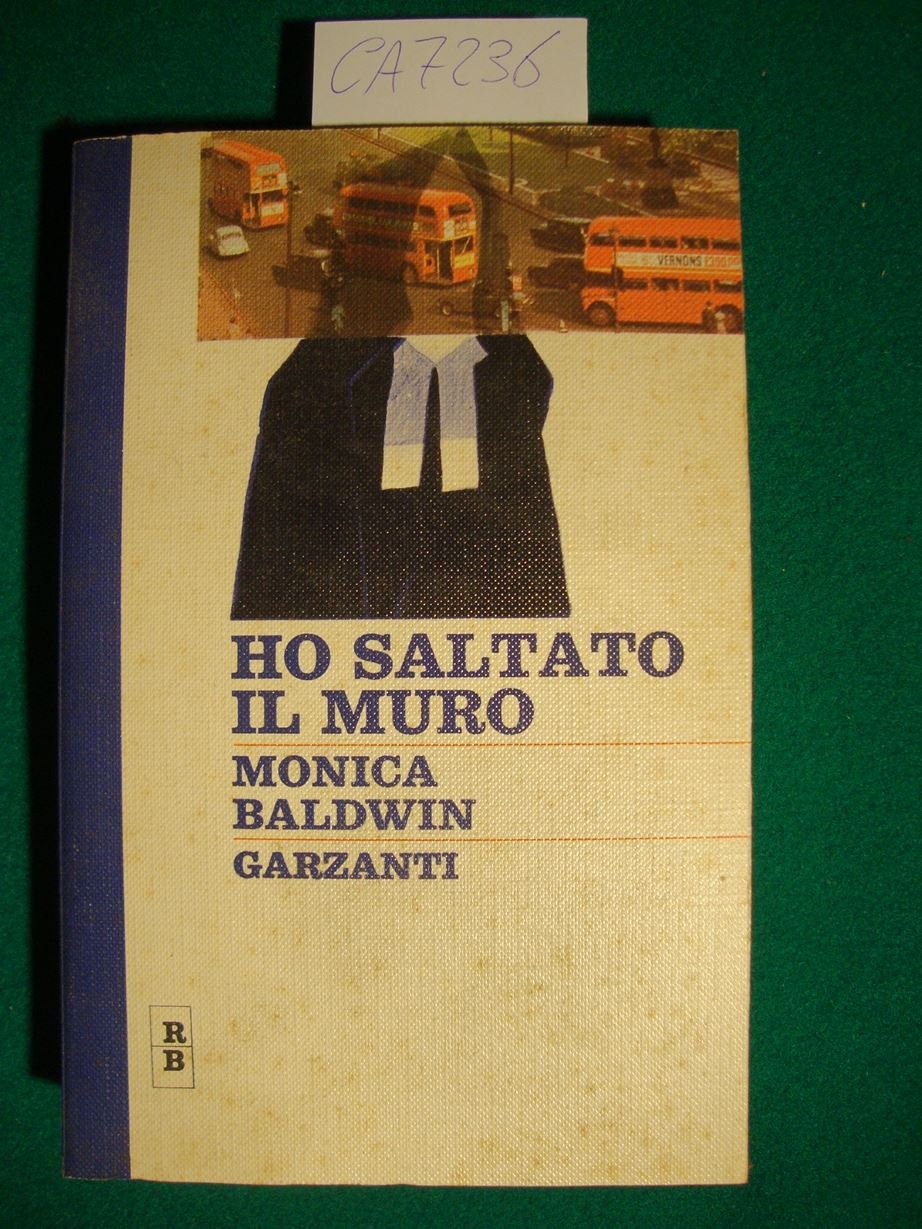 CA7236
VERNONS
HO SALTATO
IL MURO
MONICA
BALDWIN
GARZANTI
R
B